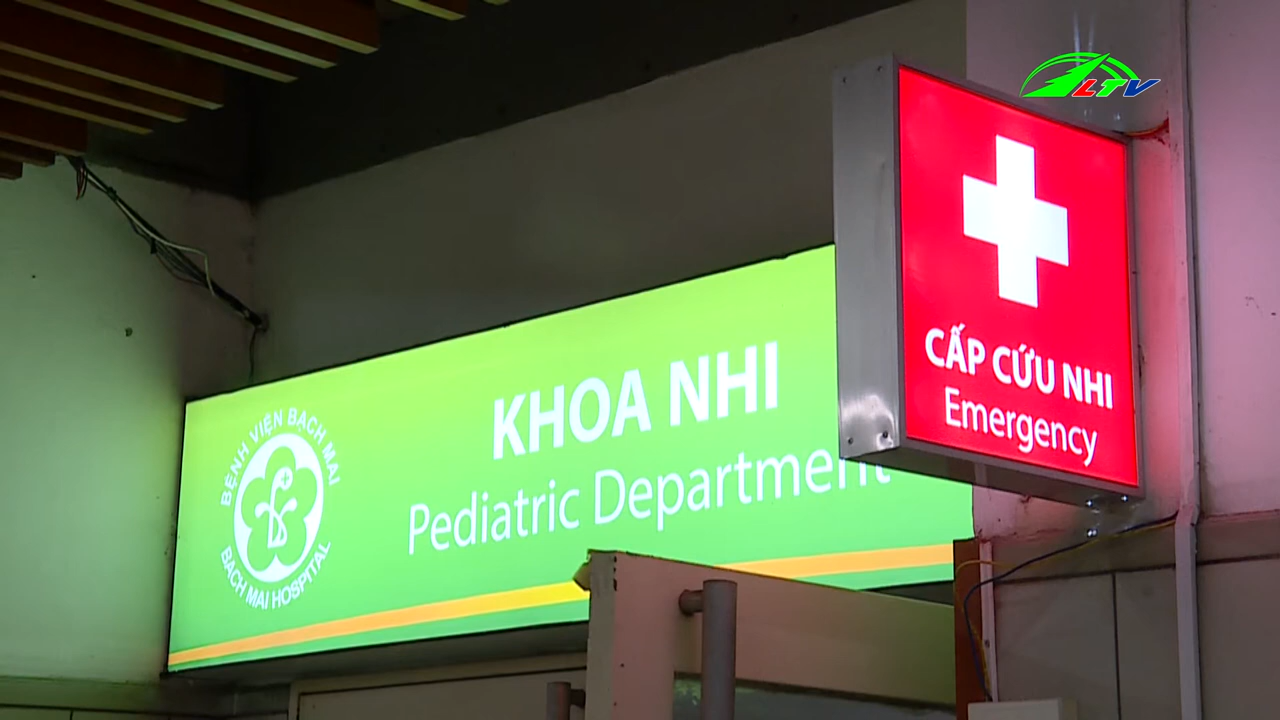 LTV
KHOA NHI
Pediatric Department
BỆNH VIỆN BẠCH MAI
BACH MAI HOSPITAL
CẤP CỨU NHI
Emergency